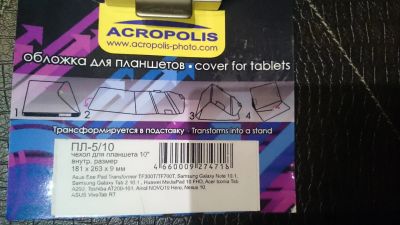 ACROPOLIS
www.acropolis-photo.com
обложка для планшетов • cover for tablets
1 2 3 4
Трансформируется в подставку - Transforms into a stand
ПЛ-5/10
чехол для планшета 10"
внутр. размер
181 x 263 x 9 мм
4 660009 274716
Asus Eee Pad Transformer TF300T/TF700T, Samsung Galaxy Note 10.1,
Samsung Galaxy Tab 2 10.1, Huawei MediaPad 10 FHD, Acer Iconia Tab
Toshiba AT200-101, Ainol NOVO10 Hero, Nexus 10,
ASUS VivoTab RT